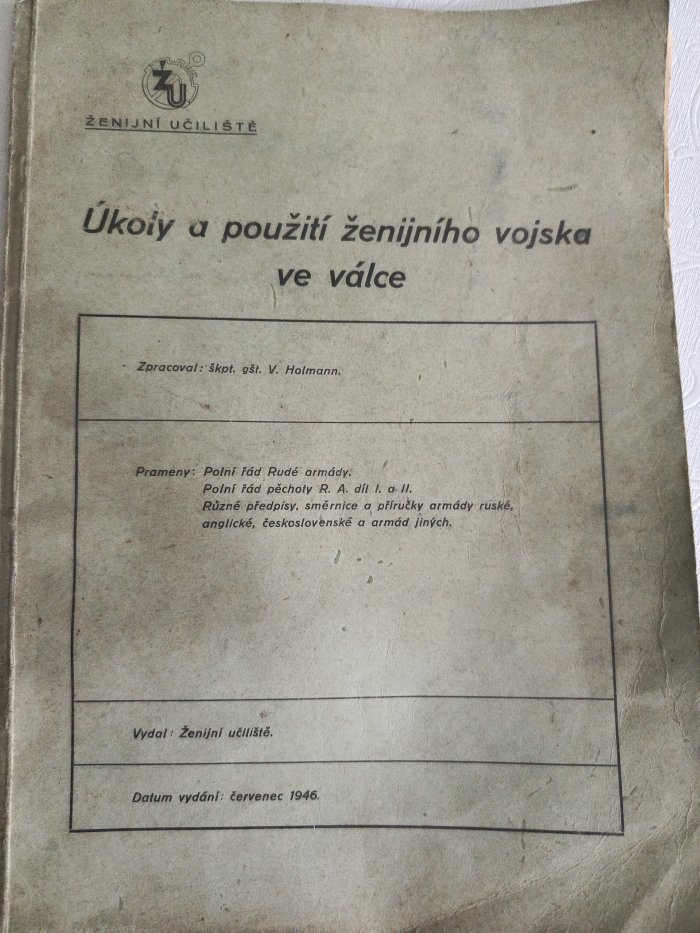 ŽU
ŽENIJNÍ UČILIŠTĚ
Úkoly a použití ženijního vojska
ve válce
Zpracoval: škpt. gšt. V. Holmann.
Prameny: Polní řád Rudé armády.
Polní řád pěchoty R. A. díl I. a II.
Různé předpisy, směrnice a příručky armády ruské,
anglické, československé a armád jiných.
Vydal: Ženijní učiliště.
Datum vydání: červenec 1946.